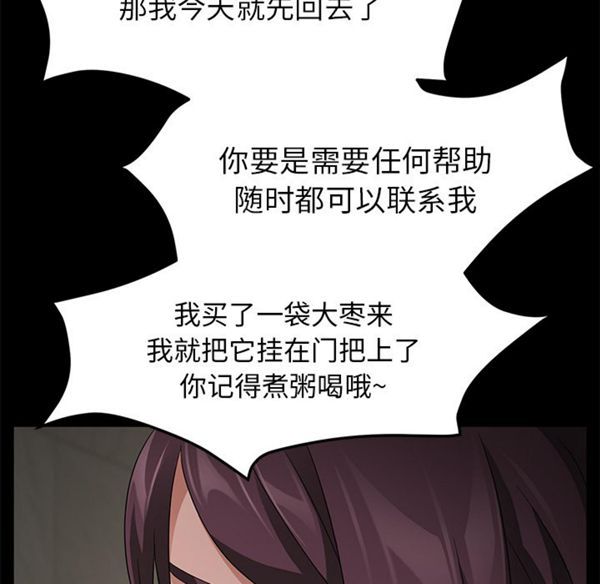 那我今天就先回去了
你要是需要任何帮助
随时都可以联系我
我买了一袋大枣来
我就把它挂在门把上了
你记得煮粥喝哦~